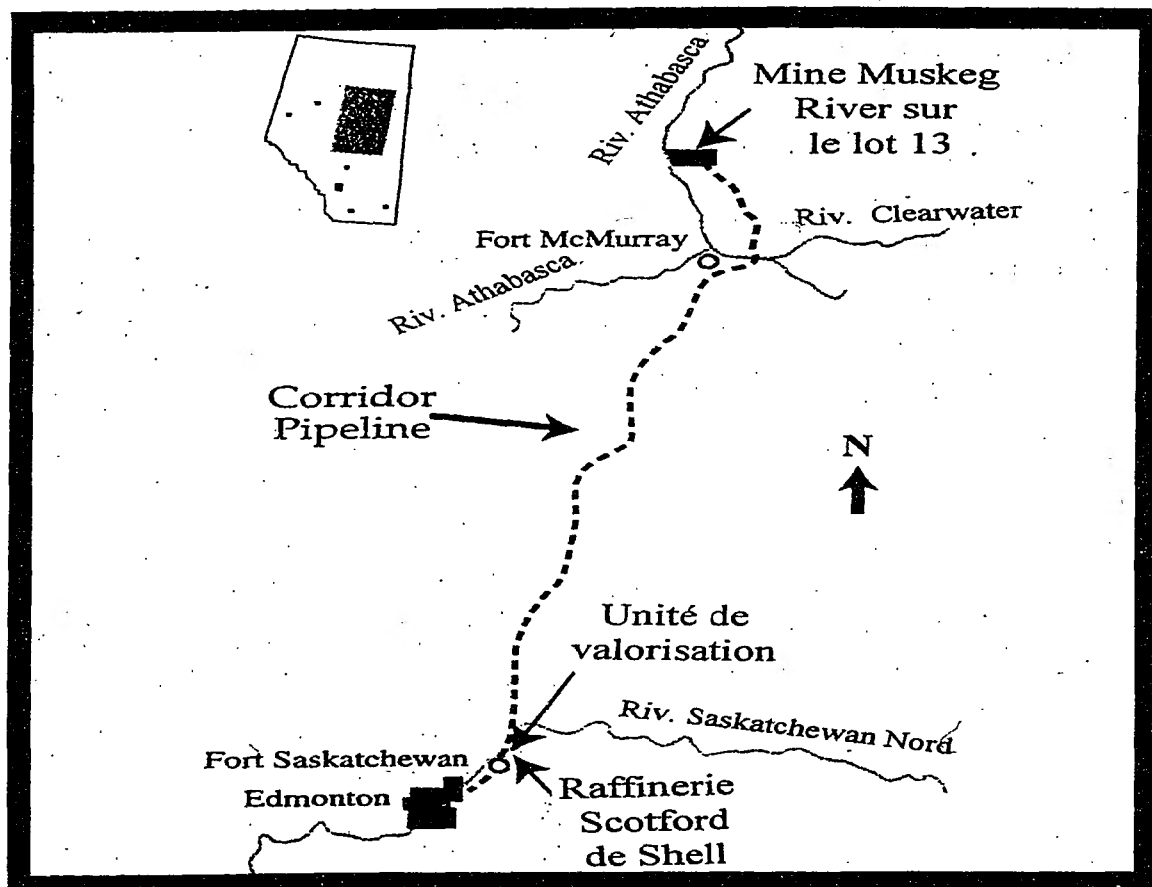 Riv. Athabasca
Mine Muskeg
River sur
le lot 13
Riv. Clearwater
Fort McMurray
Riv. Athabasca
Corridor
Pipeline
N
Unité de
valorisation
Riv. Saskatchewan Nord
Fort Saskatchewan
Edmonton
Raffinerie
Scotford
de Shell